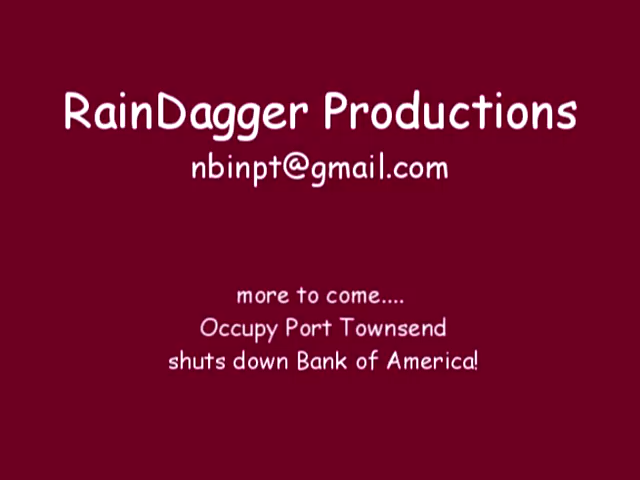 RainDagger Productions
nbinpt@gmail.com
more to come....
Occupy Port Townsend
shuts down Bank of America!